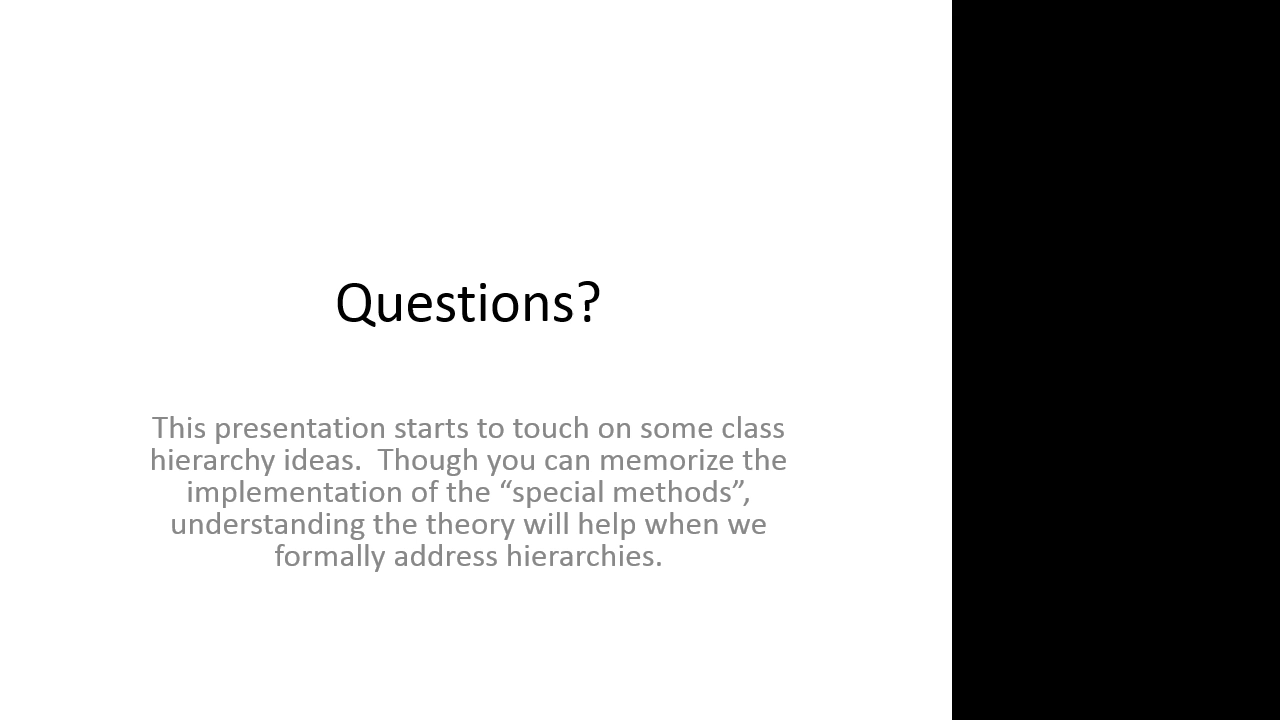 Questions?
This presentation starts to touch on some class
hierarchy ideas.  Though you can memorize the
implementation of the “special methods”,
understanding the theory will help when we
formally address hierarchies.